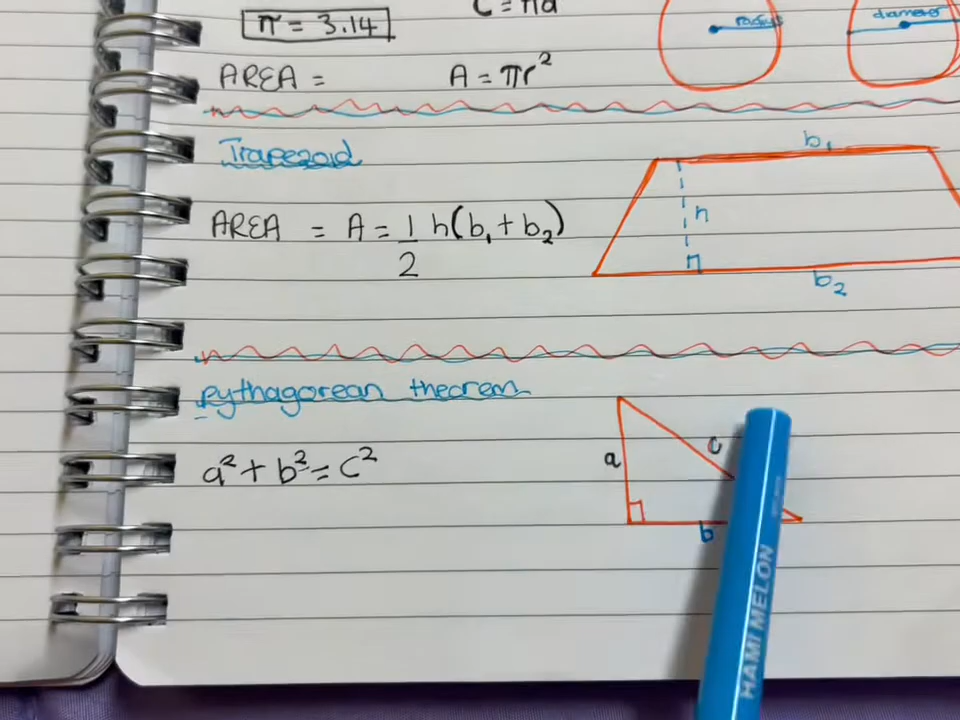 C = πd
π = 3.14
radius
diameter
AREA = A = πr²
Trapezoid
b₁
AREA = A = 1/2 h(b₁ + b₂)
h
b₂
pythagorean theorem
a² + b² = c²
a
c
b
HAMI MELON